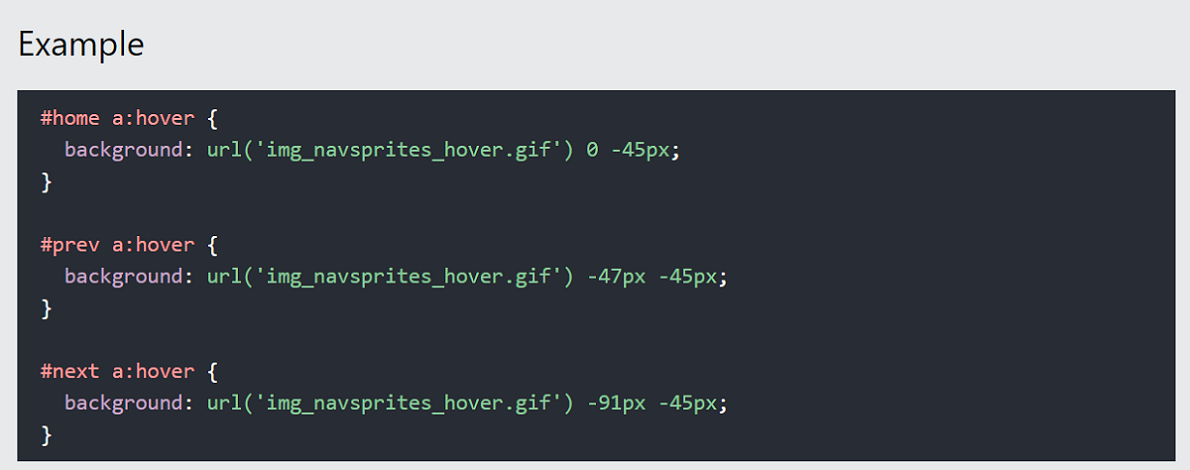 Example
#home a:hover {
  background: url('img_navsprites_hover.gif') 0 -45px;
}
#prev a:hover {
  background: url('img_navsprites_hover.gif') -47px -45px;
}
#next a:hover {
  background: url('img_navsprites_hover.gif') -91px -45px;
}